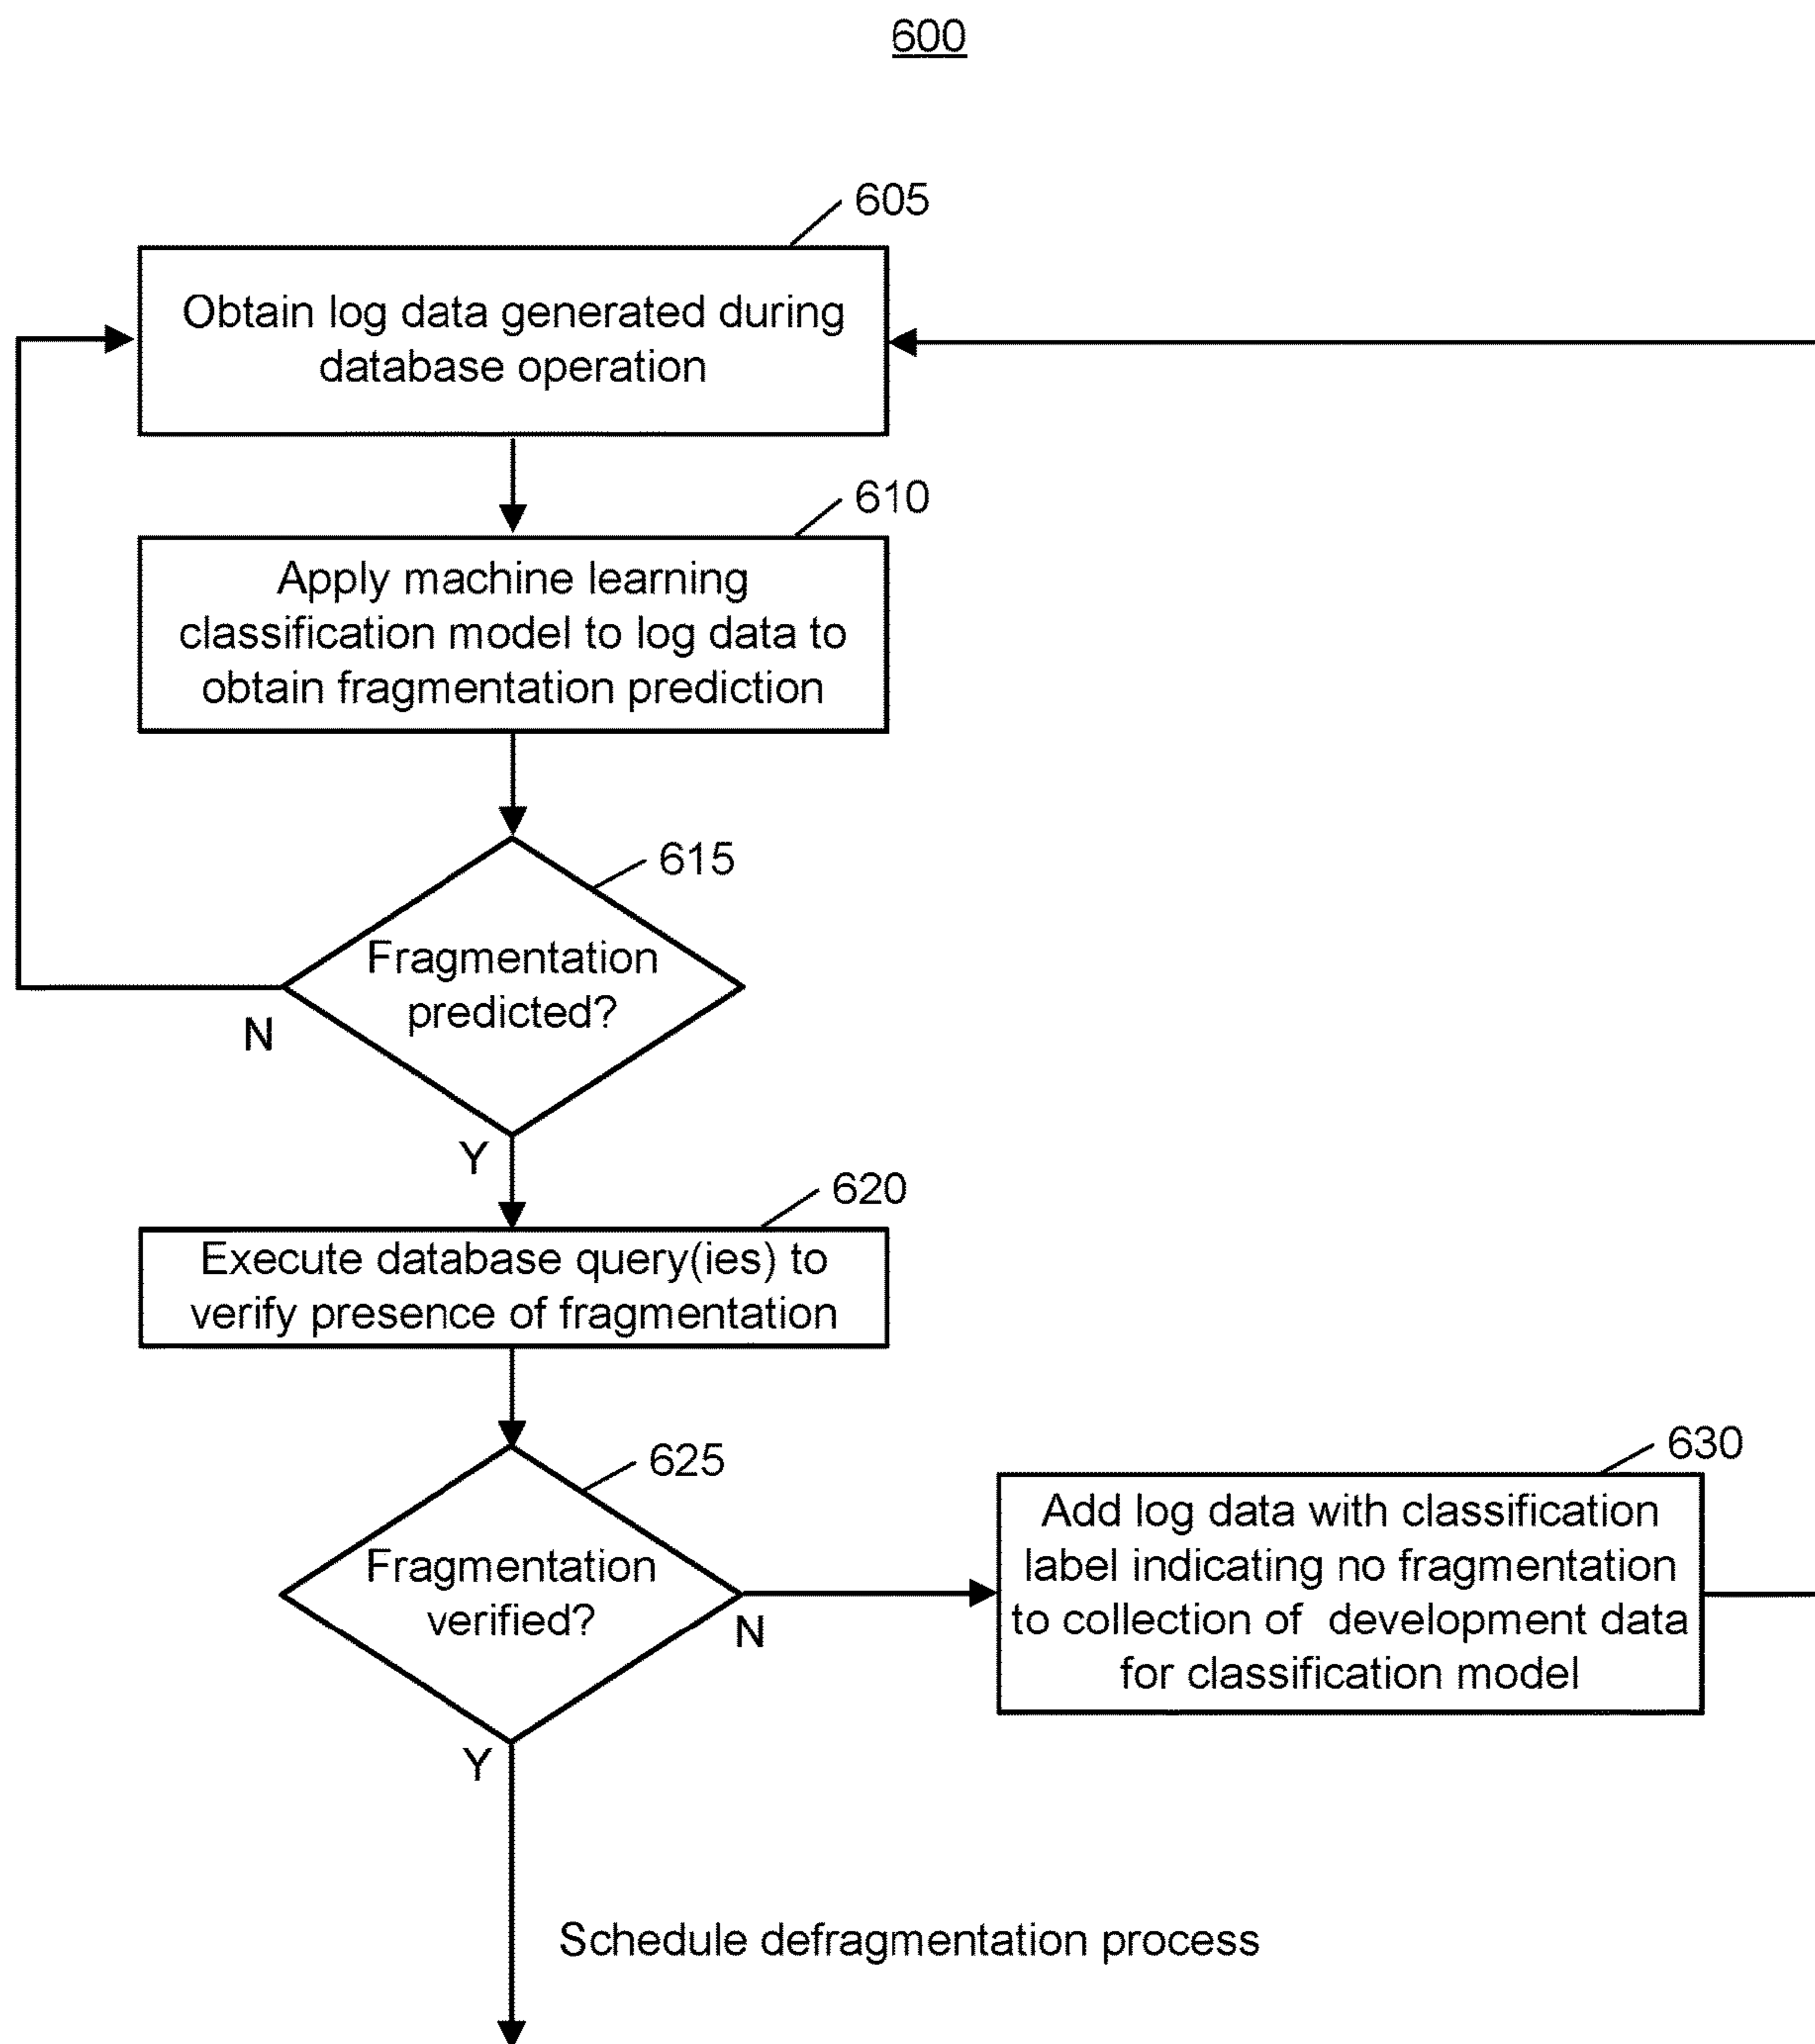 600
605
Obtain log data generated during
database operation
610
Apply machine learning
classification model to log data to
obtain fragmentation prediction
615
Fragmentation
predicted?
N
Y
620
Execute database query(ies) to
verify presence of fragmentation
625
Fragmentation
verified?
N
Y
630
Add log data with classification
label indicating no fragmentation
to collection of development data
for classification model
Schedule defragmentation process